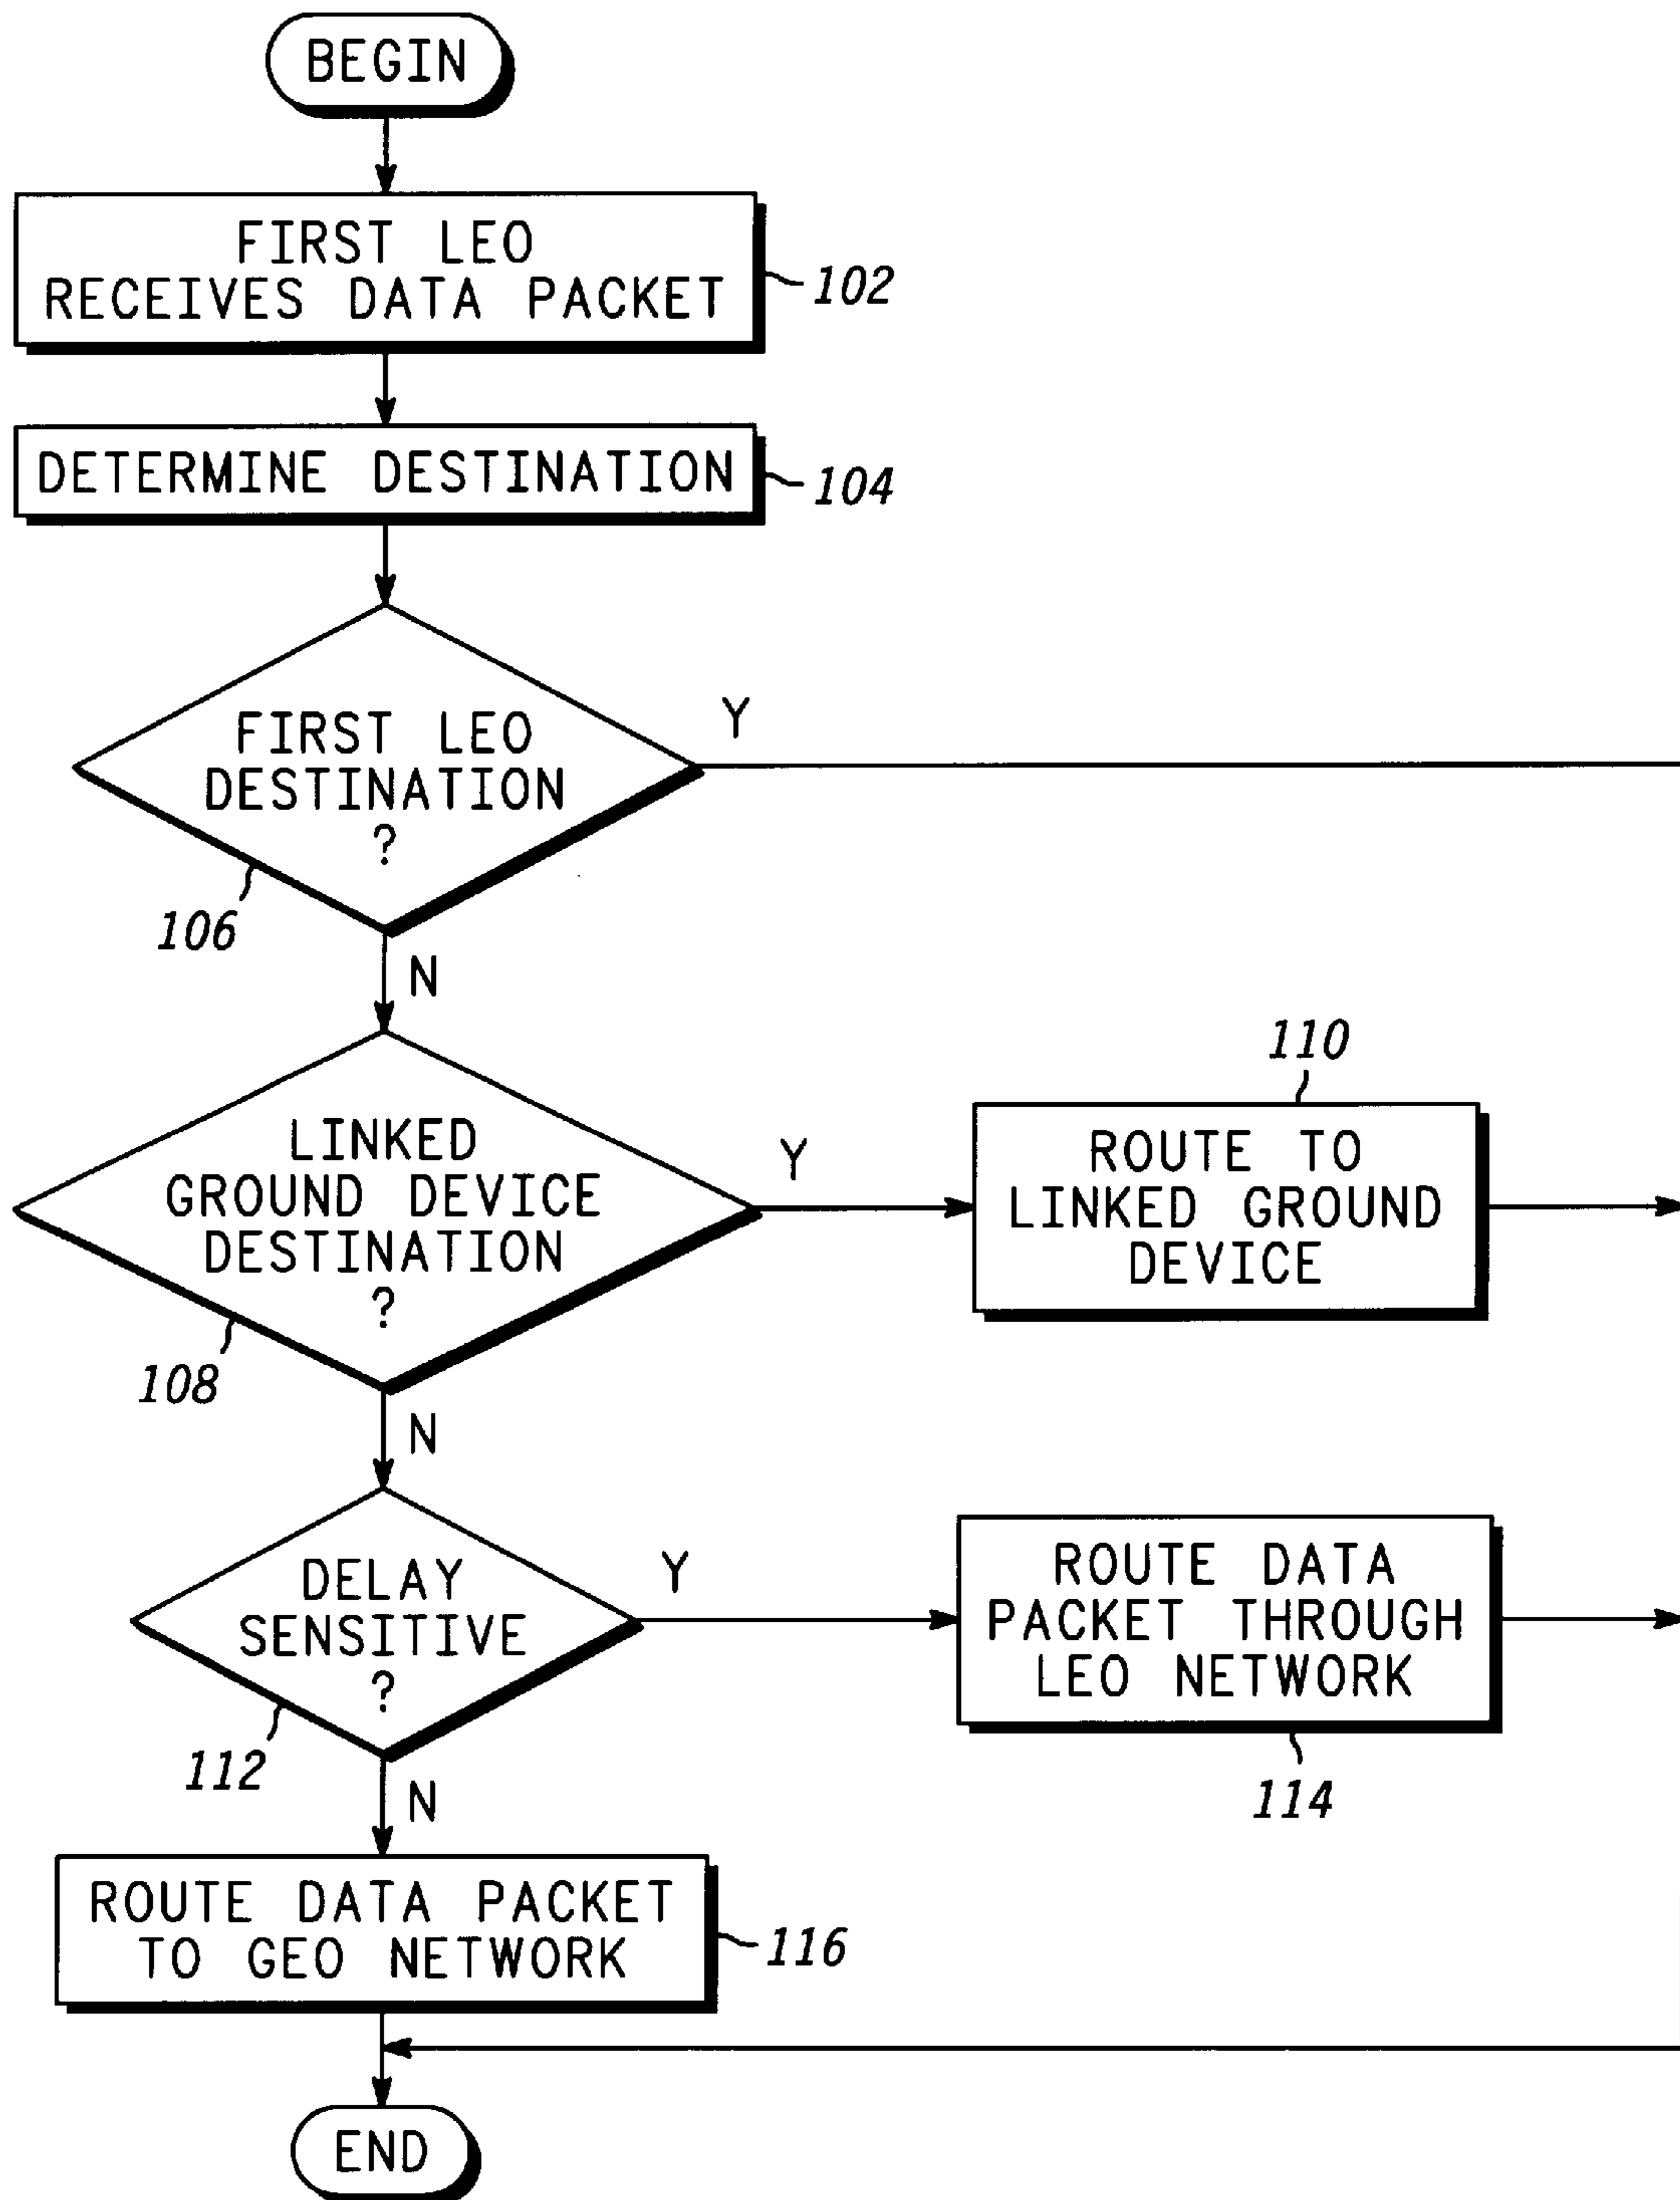 BEGIN
FIRST LEO
RECEIVES DATA PACKET
102
DETERMINE DESTINATION
104
FIRST LEO
DESTINATION
?
Y
106
N
LINKED
GROUND DEVICE
DESTINATION
?
Y
108
110
ROUTE TO
LINKED GROUND
DEVICE
N
DELAY
SENSITIVE
?
Y
112
ROUTE DATA
PACKET THROUGH
LEO NETWORK
114
N
ROUTE DATA PACKET
TO GEO NETWORK
116
END